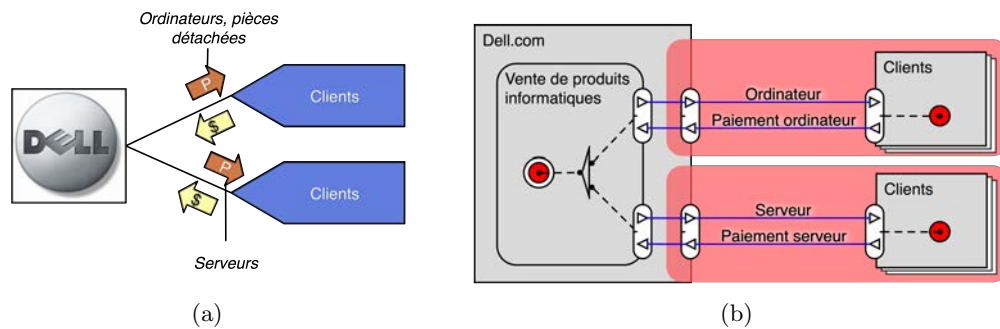 Ordinateurs, pièces
détachées
P
Clients
$
DELL
P
Clients
$
Serveurs
(a)
Dell.com
Vente de produits
informatiques
Clients
Ordinateur
Paiement ordinateur
Clients
Serveur
Paiement serveur
(b)